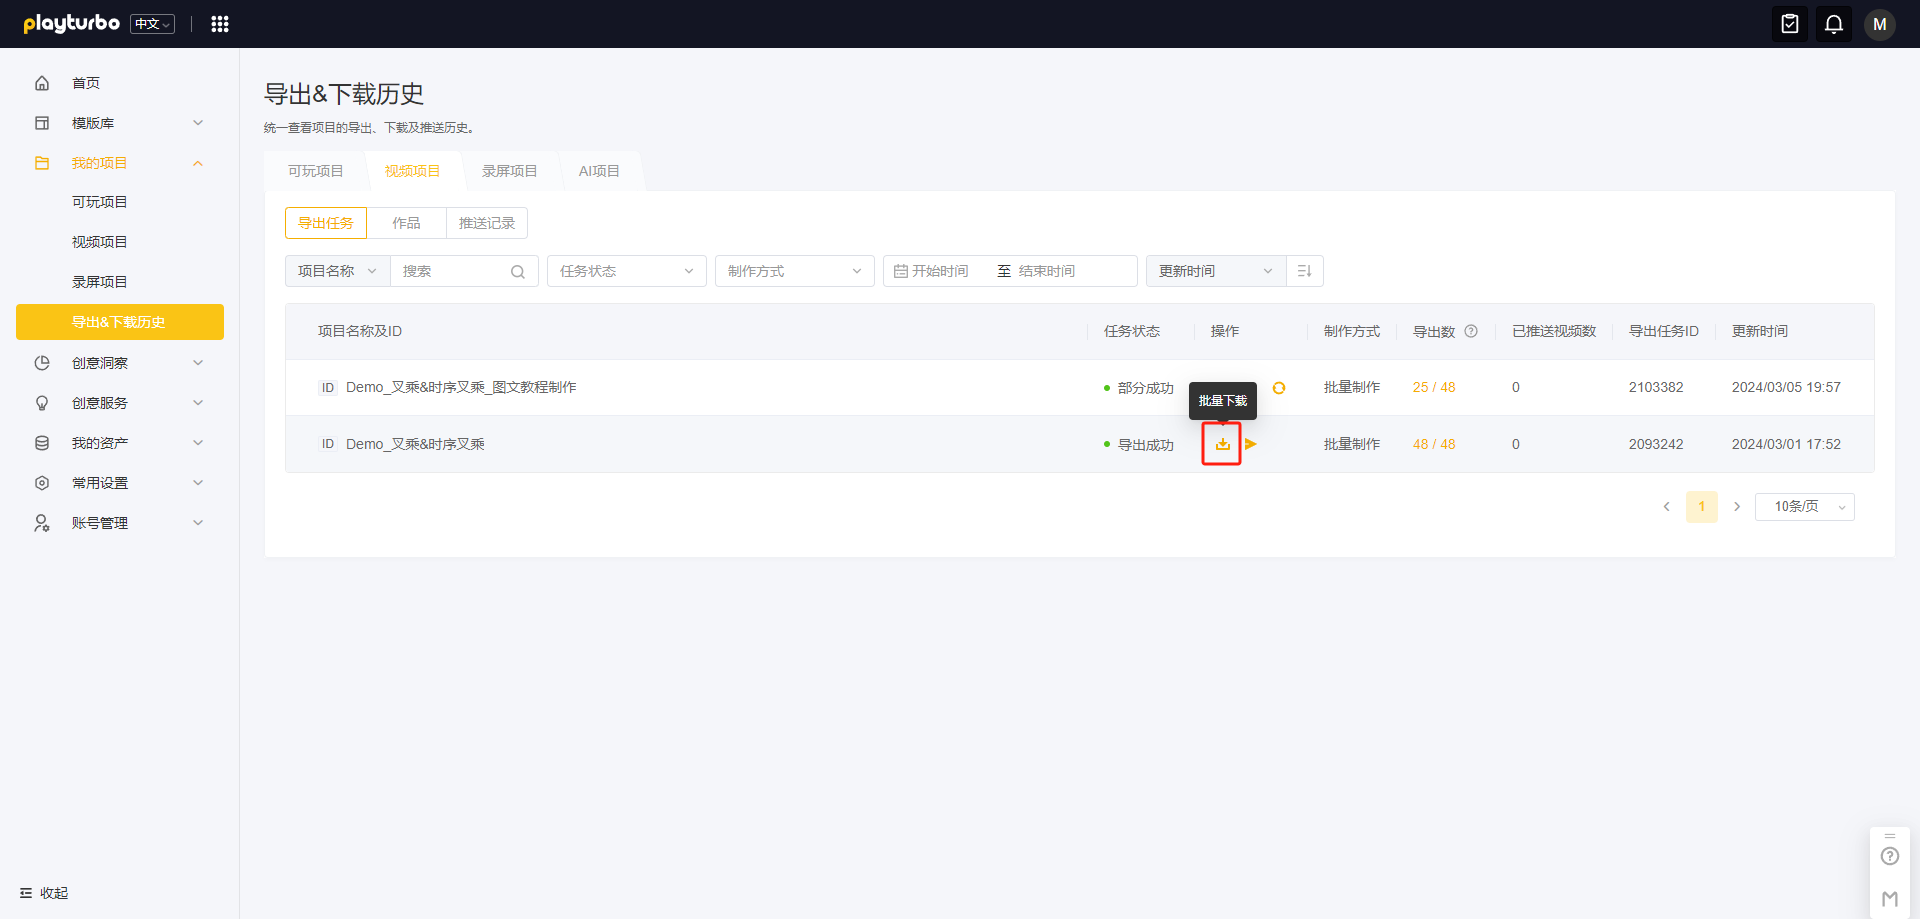 playturbo 中文 M
首页
模版库
我的项目
可玩项目
视频项目
录屏项目
导出&下载历史
创意洞察
创意服务
我的资产
常用设置
账号管理
收起
导出&下载历史
统一查看项目的导出、下载及推送历史。
可玩项目 视频项目 录屏项目 AI项目
导出任务 作品 推送记录
项目名称 搜索 任务状态 制作方式 开始时间 至 结束时间 更新时间
项目名称及ID 任务状态 操作 制作方式 导出数 已推送视频数 导出任务ID 更新时间
ID Demo_叉乘&时序叉乘_图文教程制作 部分成功 批量制作 25 / 48 0 2103382 2024/03/05 19:57
批量下载
ID Demo_叉乘&时序叉乘 导出成功 批量制作 48 / 48 0 2093242 2024/03/01 17:52
1 10条/页